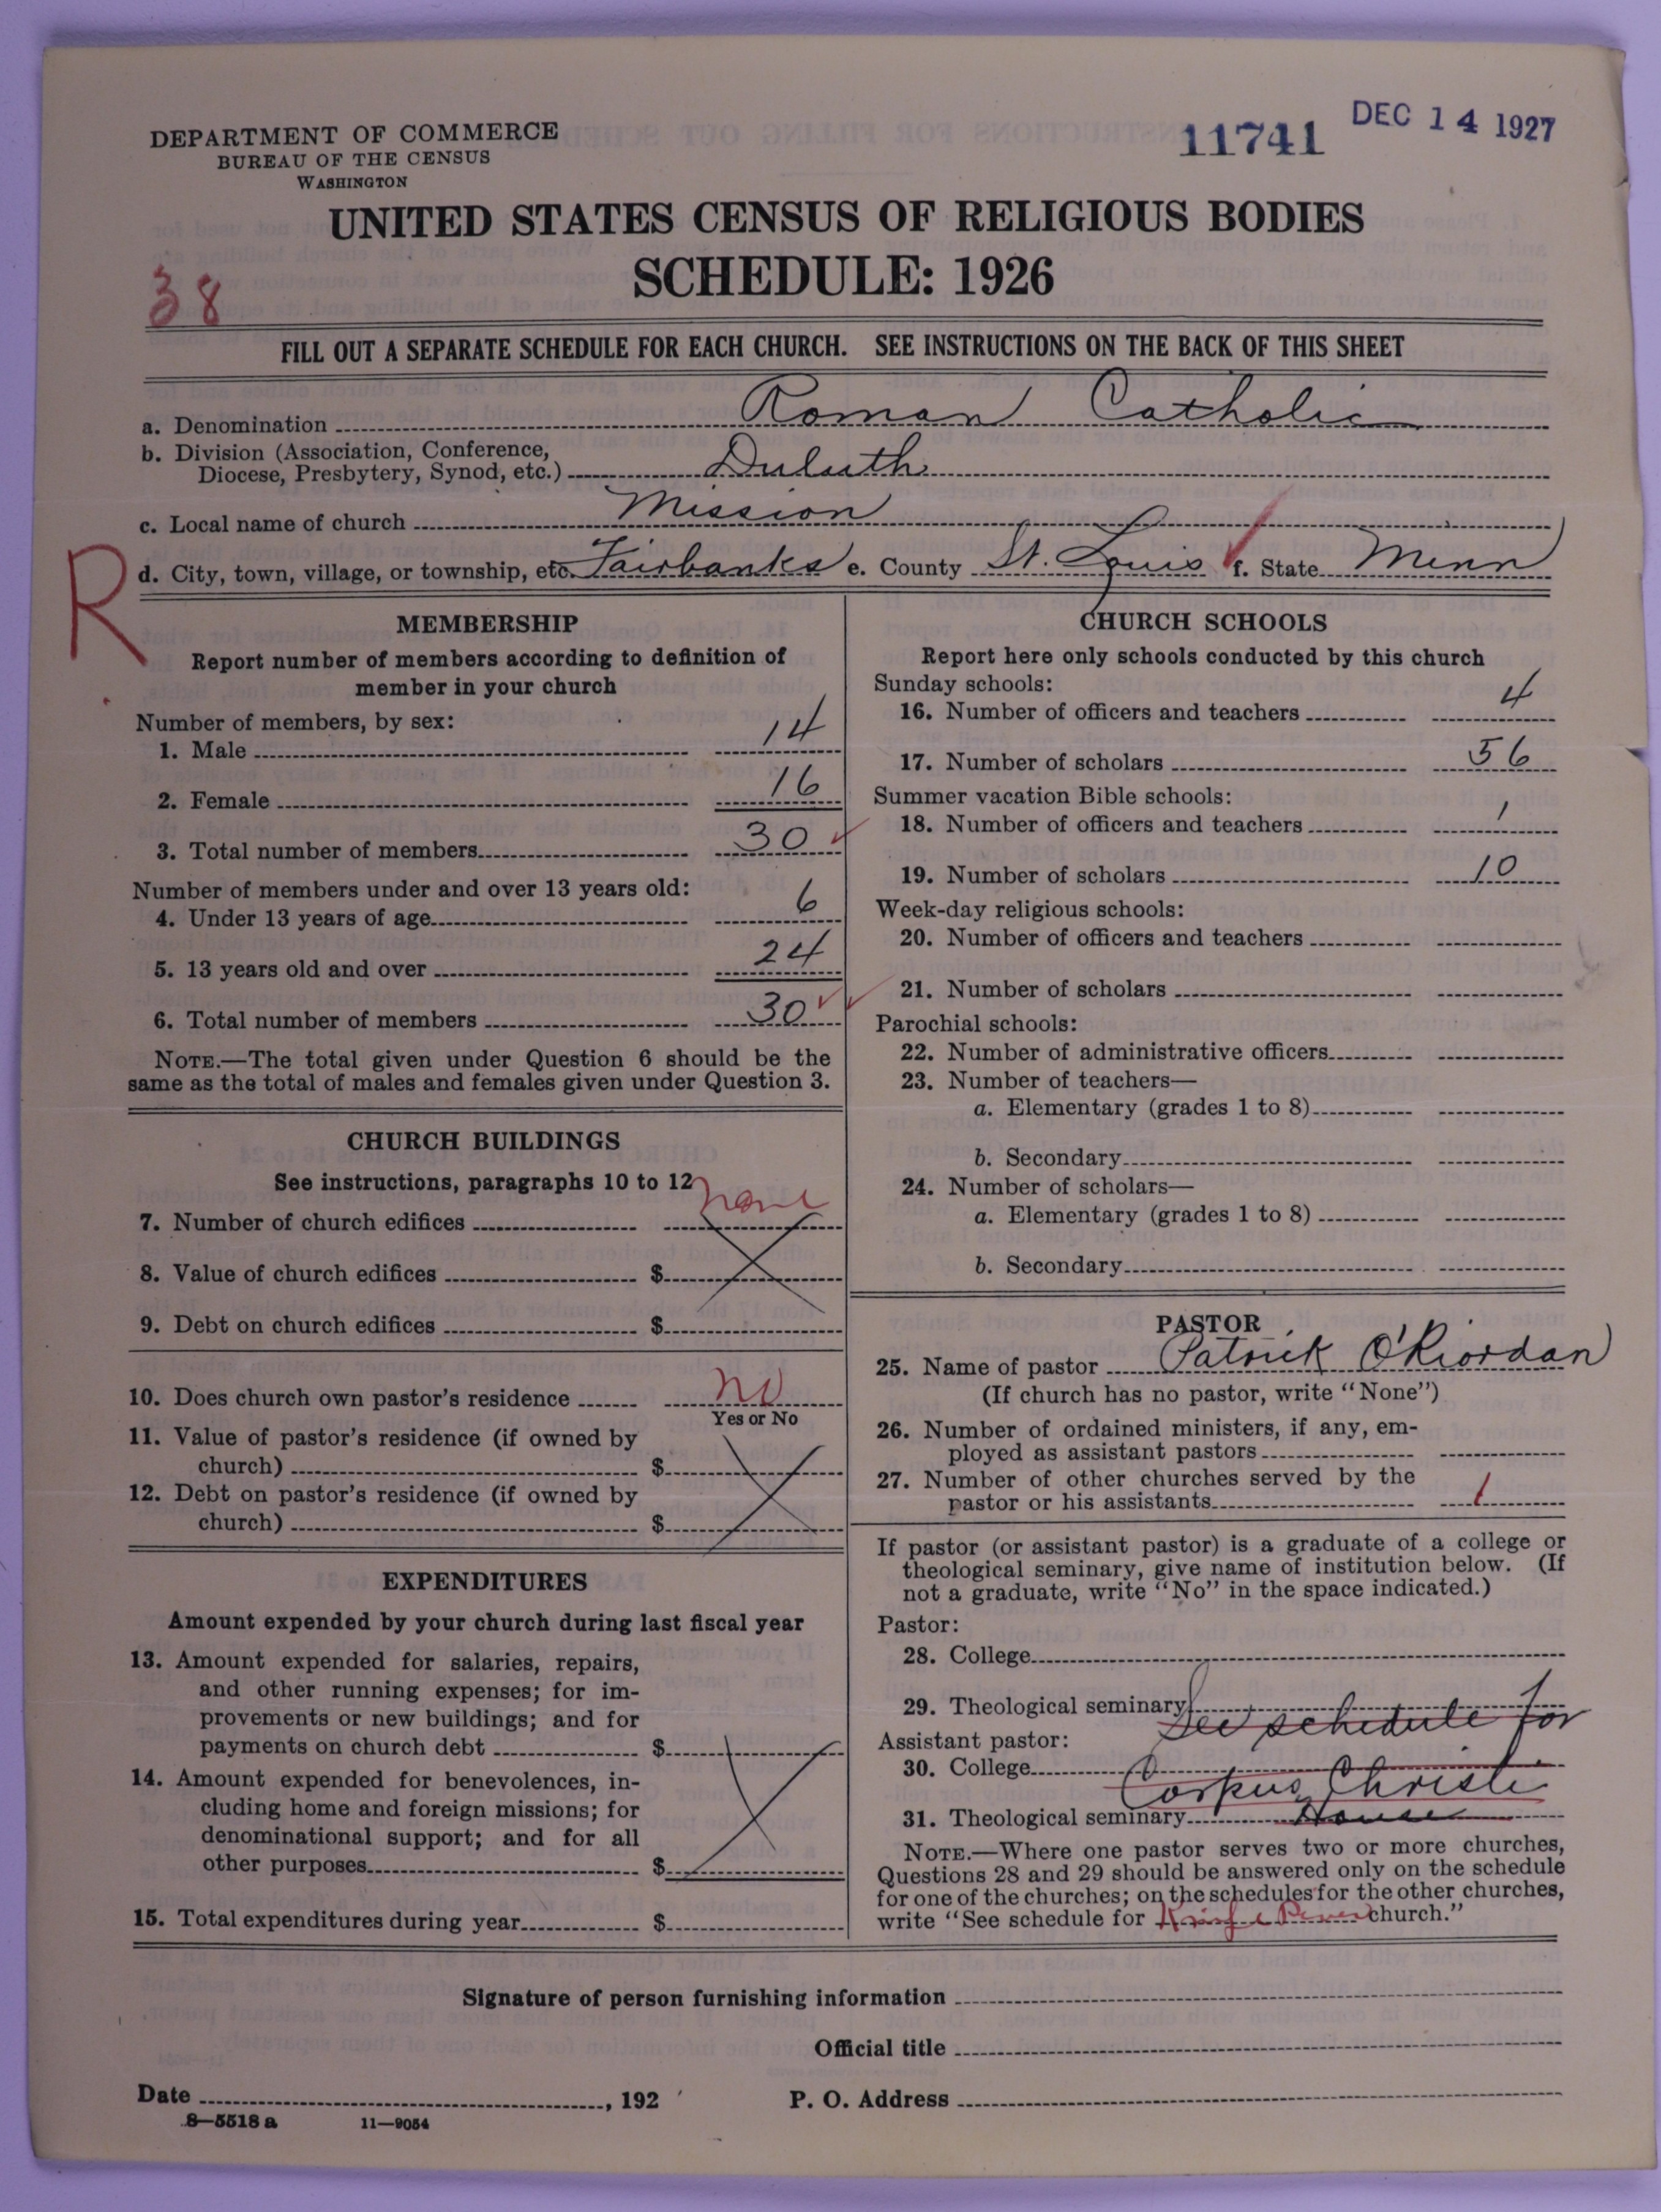 DEPARTMENT OF COMMERCE
BUREAU OF THE CENSUS
WASHINGTON
11741 DEC 14 1927
UNITED STATES CENSUS OF RELIGIOUS BODIES
SCHEDULE: 1926
38
FILL OUT A SEPARATE SCHEDULE FOR EACH CHURCH. SEE INSTRUCTIONS ON THE BACK OF THIS SHEET
a. Denomination Roman Catholic
b. Division (Association, Conference,
Diocese, Presbytery, Synod, etc.) Duluth
c. Local name of church Mission
R
d. City, town, village, or township, etc. Fairbanks e. County St. Louis f. State Minn
MEMBERSHIP
Report number of members according to definition of
member in your church
Number of members, by sex:
1. Male 14
2. Female 16
3. Total number of members 30
Number of members under and over 13 years old:
4. Under 13 years of age 6
5. 13 years old and over 24
6. Total number of members 30
NOTE.—The total given under Question 6 should be the
same as the total of males and females given under Question 3.
CHURCH BUILDINGS
See instructions, paragraphs 10 to 12
7. Number of church edifices none
8. Value of church edifices $
9. Debt on church edifices $
10. Does church own pastor's residence no
Yes or No
11. Value of pastor's residence (if owned by
church) $
12. Debt on pastor's residence (if owned by
church) $
EXPENDITURES
Amount expended by your church during last fiscal year
13. Amount expended for salaries, repairs,
and other running expenses; for im-
provements or new buildings; and for
payments on church debt $
14. Amount expended for benevolences, in-
cluding home and foreign missions; for
denominational support; and for all
other purposes $
15. Total expenditures during year $
CHURCH SCHOOLS
Report here only schools conducted by this church
Sunday schools:
16. Number of officers and teachers 4
17. Number of scholars 56
Summer vacation Bible schools:
18. Number of officers and teachers 1
19. Number of scholars 10
Week-day religious schools:
20. Number of officers and teachers
21. Number of scholars
Parochial schools:
22. Number of administrative officers
23. Number of teachers—
a. Elementary (grades 1 to 8)
b. Secondary
24. Number of scholars—
a. Elementary (grades 1 to 8)
b. Secondary
PASTOR
25. Name of pastor Patrick O'Riordan
(If church has no pastor, write "None")
26. Number of ordained ministers, if any, em-
ployed as assistant pastors
27. Number of other churches served by the
pastor or his assistants 1
If pastor (or assistant pastor) is a graduate of a college or
theological seminary, give name of institution below. (If
not a graduate, write "No" in the space indicated.)
Pastor:
28. College
29. Theological seminary
See schedule for
Assistant pastor:
30. College Corpus Christi
31. Theological seminary House
NOTE.—Where one pastor serves two or more churches,
Questions 28 and 29 should be answered only on the schedule
for one of the churches; on the schedules for the other churches,
write "See schedule for church."
Signature of person furnishing information
Official title
Date , 192 P. O. Address
8—5518 a 11—9054